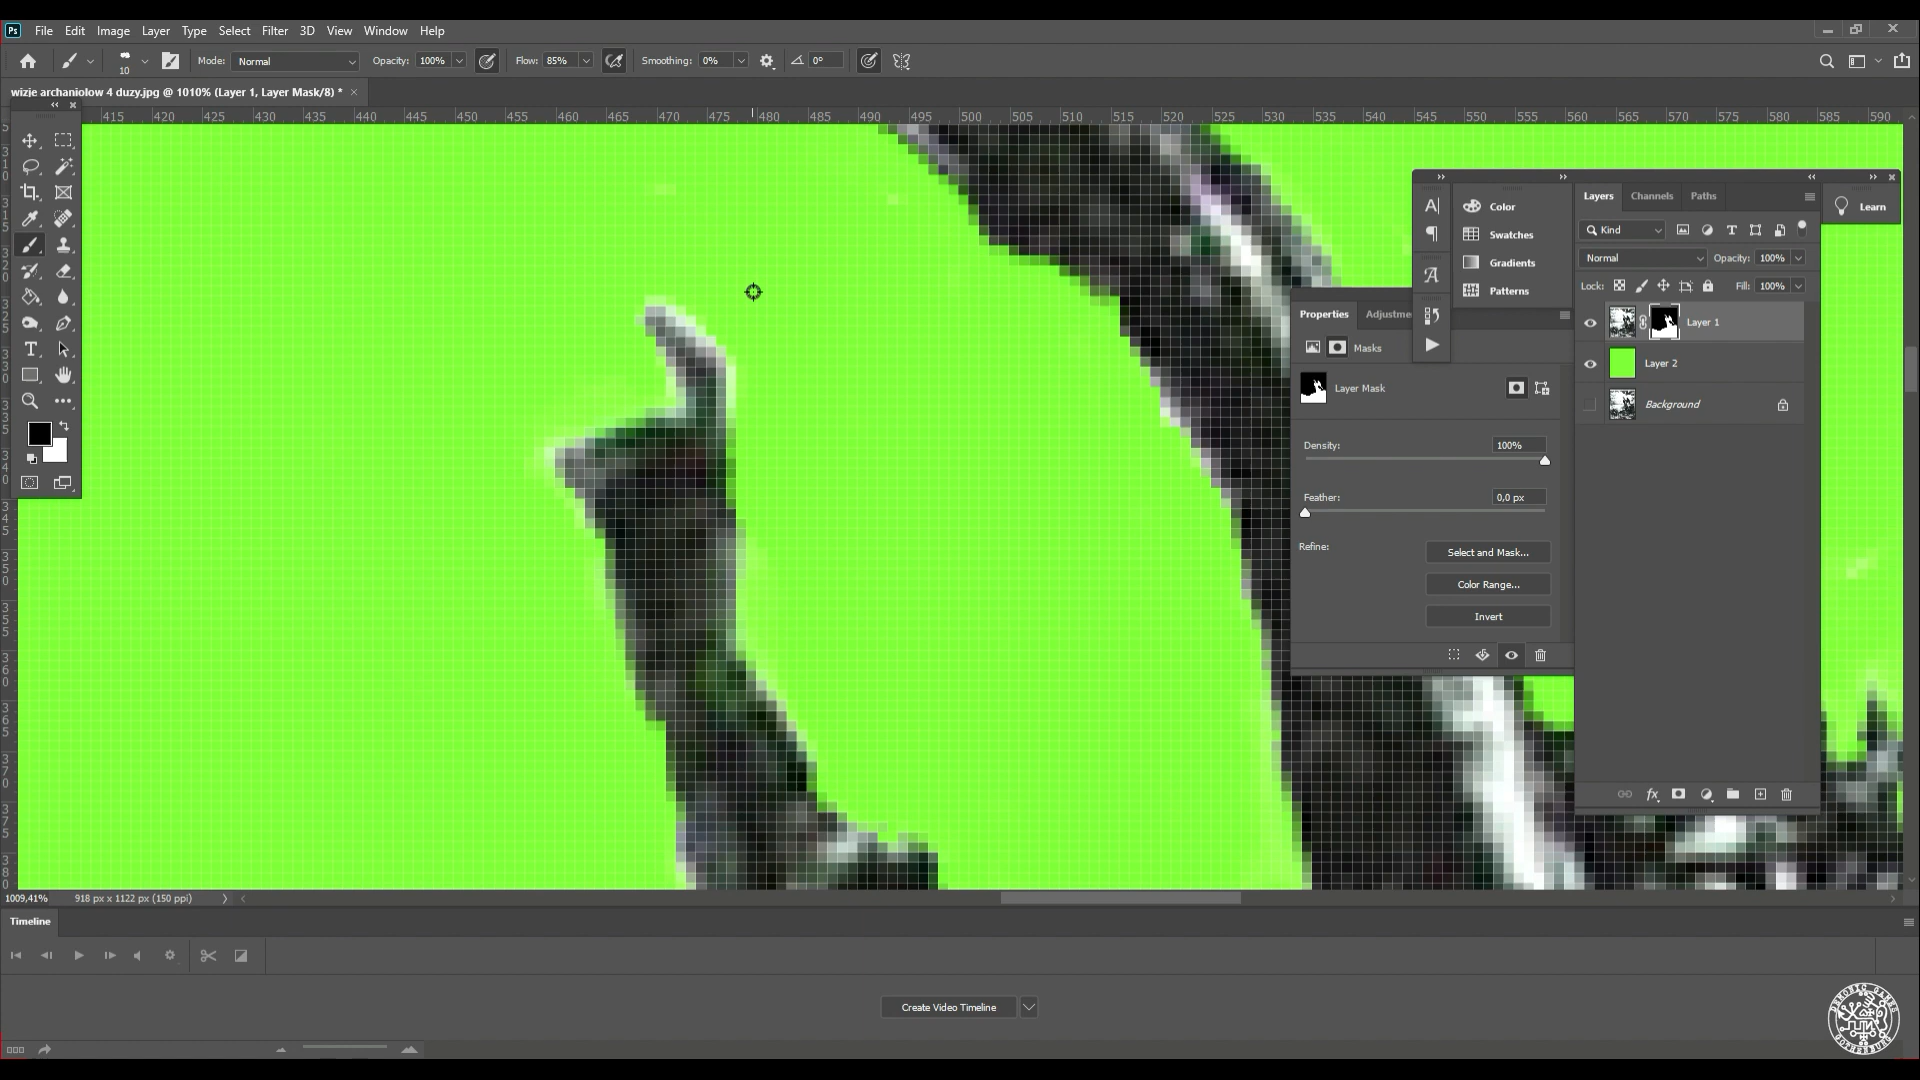 Ps File Edit Image Layer Type Select Filter 3D View Window Help
10 Mode: Normal Opacity: 100% Flow: 85% Smoothing: 0% 0°
wizje archaniolow 4 duzy.jpg @ 1010% (Layer 1, Layer Mask/8) * ×
415 420 425 430 435 440 445 450 455 460 465 470 475 480 485 490 495 500 505 510 515 520 525 530 535 540 545 550 555 560 565 570 575 580 585 590
Color
Swatches
Gradients
Patterns
Layers Channels Paths
Learn
Kind
Normal Opacity: 100%
Lock: Fill: 100%
Layer 1
Layer 2
Background
Properties Adjustme
Masks
Layer Mask
Density: 100%
Feather: 0,0 px
Refine:
Select and Mask...
Color Range...
Invert
1009,41% 918 px x 1122 px (150 ppi)
Timeline
Create Video Timeline